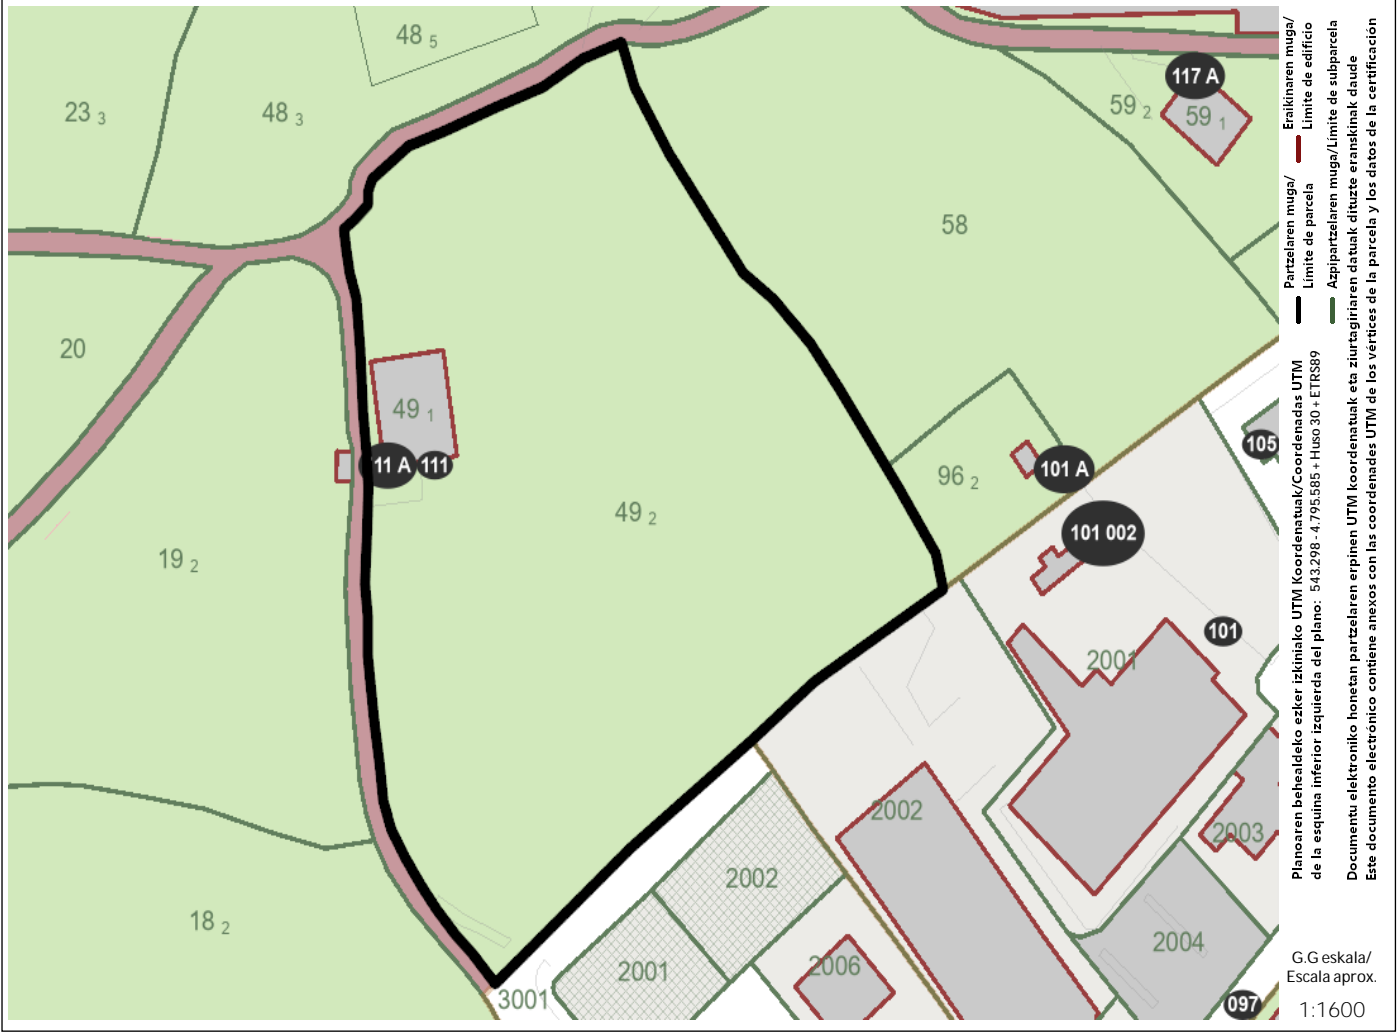 48 5
23 3
48 3
117 A
59 2
59 1
58
20
49 1
11 A
111
96 2
101 A
105
49 2
101 002
19 2
101
2001
2002
2003
2002
18 2
2004
2001
2006
3001
097
Eraikinaren muga/
Límite de edificio
Partzelaren muga/
Límite de parcela
Azpipartzelaren muga/Límite de subparcela
Planoaren behealdeko ezker izkiniako UTM Koordenatuak/Coordenadas UTM
de la esquina inferior izquierda del plano: 543.298 - 4.795.585 + Huso 30 + ETRS89
Documentu elektroniko honetan partzelaren erpinen UTM koordenatuak eta ziurtagiriaren datuak dituzte eranskinak daude
Este documento electrónico contiene anexos con las coordenadas UTM de los vértices de la parcela y los datos de la certificación
G.G eskala/
Escala aprox.
1:1600